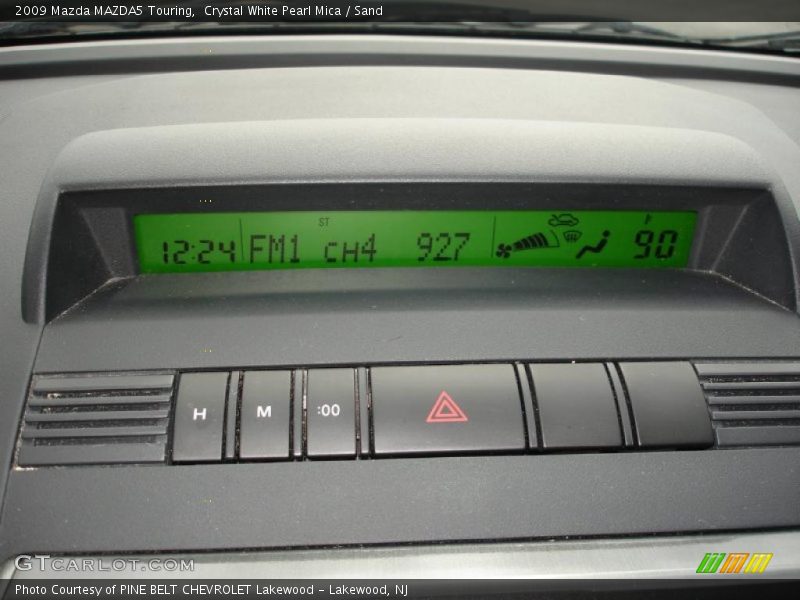 2009 Mazda MAZDA5 Touring,  Crystal White Pearl Mica / Sand
ST
F
12:24 FM1 CH4 927 90
H M :00
GTCARLOT.COM
Photo Courtesy of PINE BELT CHEVROLET Lakewood - Lakewood, NJ